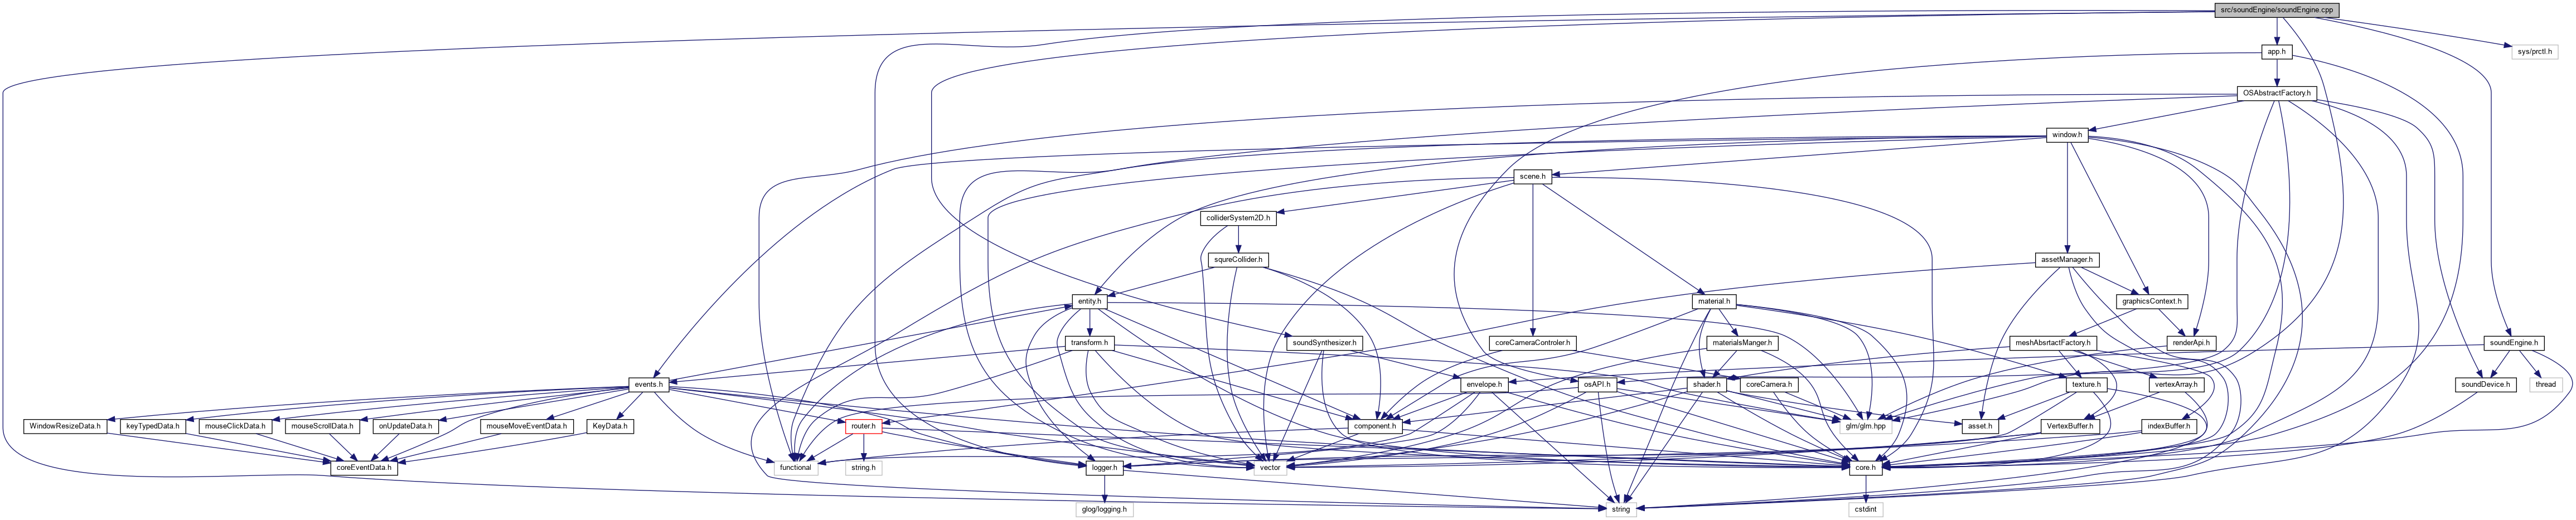 src/soundEngine/soundEngine.cpp
app.h
sys/prctl.h
OSAbstractFactory.h
window.h
scene.h
colliderSystem2D.h
squreCollider.h
assetManager.h
entity.h
material.h
graphicsContext.h
transform.h
soundSynthesizer.h
coreCameraControler.h
materialsManger.h
meshAbsrtactFactory.h
renderApi.h
soundEngine.h
events.h
envelope.h
osAPI.h
shader.h
coreCamera.h
texture.h
vertexArray.h
soundDevice.h
thread
WindowResizeData.h
keyTypedData.h
mouseClickData.h
mouseScrollData.h
onUpdateData.h
mouseMoveEventData.h
KeyData.h
router.h
component.h
glm/glm.hpp
asset.h
VertexBuffer.h
indexBuffer.h
coreEventData.h
functional
string.h
logger.h
vector
core.h
glog/logging.h
string
cstdint